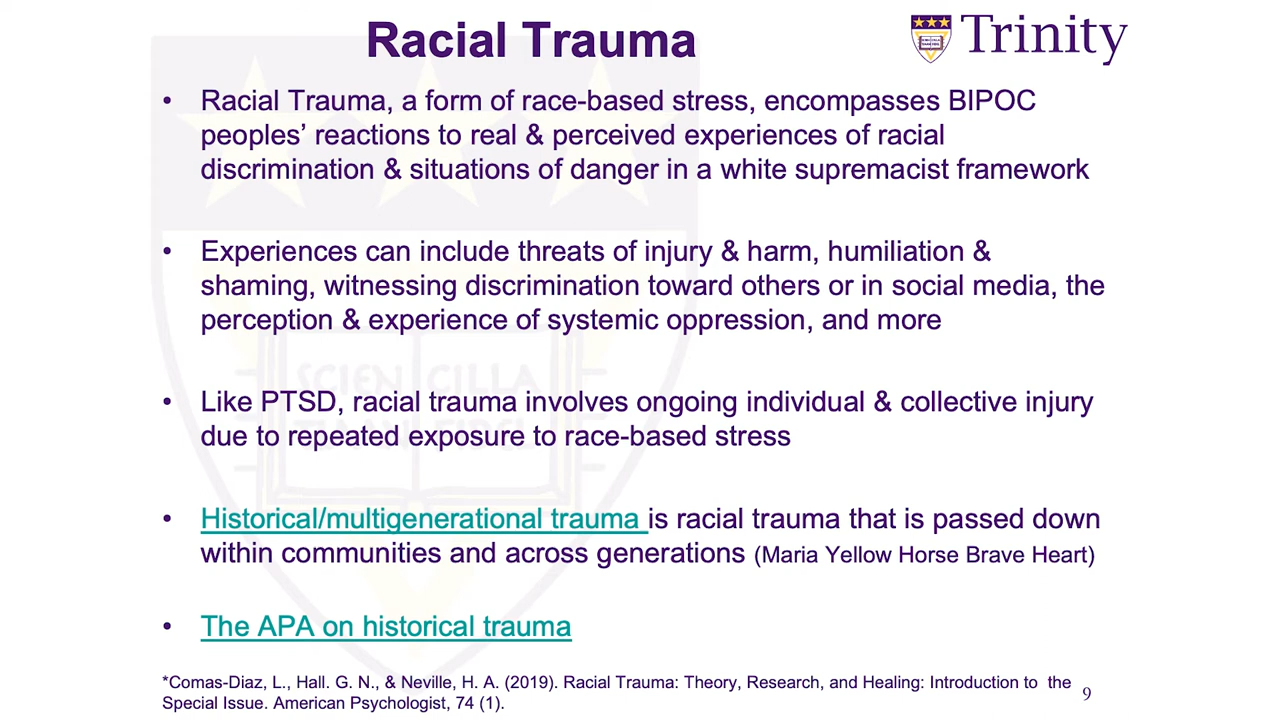 Racial Trauma
Trinity
• Racial Trauma, a form of race-based stress, encompasses BIPOC
peoples’ reactions to real & perceived experiences of racial
discrimination & situations of danger in a white supremacist framework
• Experiences can include threats of injury & harm, humiliation &
shaming, witnessing discrimination toward others or in social media, the
perception & experience of systemic oppression, and more
• Like PTSD, racial trauma involves ongoing individual & collective injury
due to repeated exposure to race-based stress
• Historical/multigenerational trauma is racial trauma that is passed down
within communities and across generations (Maria Yellow Horse Brave Heart)
• The APA on historical trauma
*Comas-Diaz, L., Hall. G. N., & Neville, H. A. (2019). Racial Trauma: Theory, Research, and Healing: Introduction to the
Special Issue. American Psychologist, 74 (1).
9